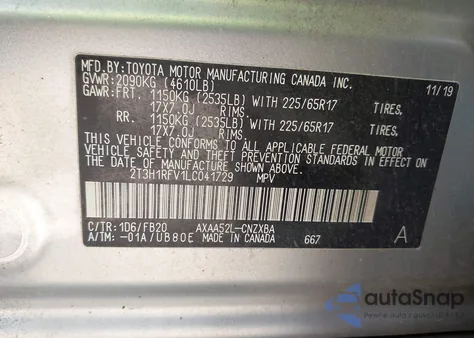 MFD.BY: TOYOTA MOTOR MANUFACTURING CANADA INC.
GVWR: 2090KG (4610LB) 11/19
GAWR: FRT. 1150KG (2535LB) WITH 225/65R17 TIRES,
17X7.0J RIMS.
RR. 1150KG (2535LB) WITH 225/65R17 TIRES,
17X7.0J RIMS.
THIS VEHICLE CONFORMS TO ALL APPLICABLE FEDERAL MOTOR
VEHICLE SAFETY AND THEFT PREVENTION STANDARDS IN
EFFECT ON THE DATE OF MANUFACTURE SHOWN ABOVE.
2T3H1RFV1LC041729 MPV
C/TR: 1D6/FB20 AXAA52L-CNZXBA
A/TM: -01A/UB80E MADE IN CANADA 667 A
autoSnap